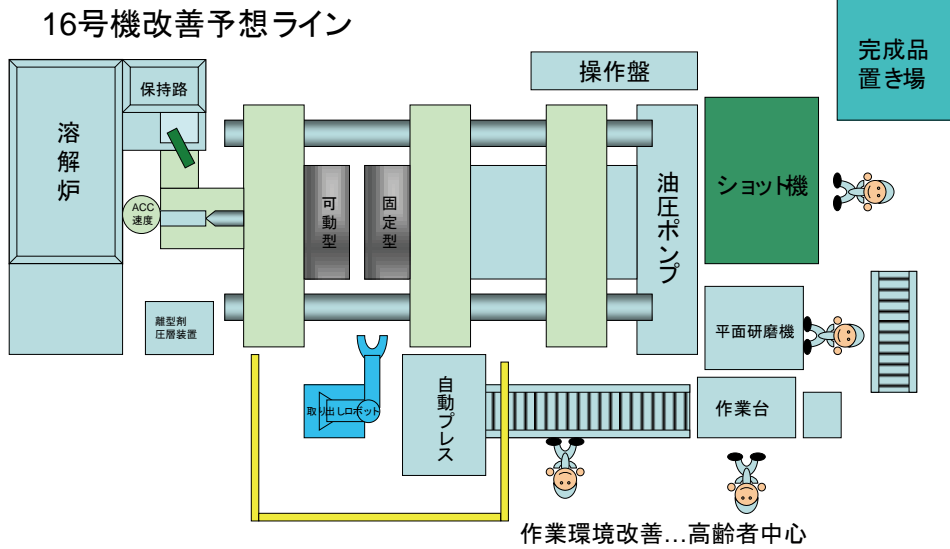 16号機改善予想ライン
完成品
置き場
操作盤
保持路
溶解炉
ショット機
ACC
速度
可動型
固定型
油圧ポンプ
離型剤
圧層装置
平面研磨機
取り出しロボット
自動プレス
作業台
作業環境改善…高齢者中心